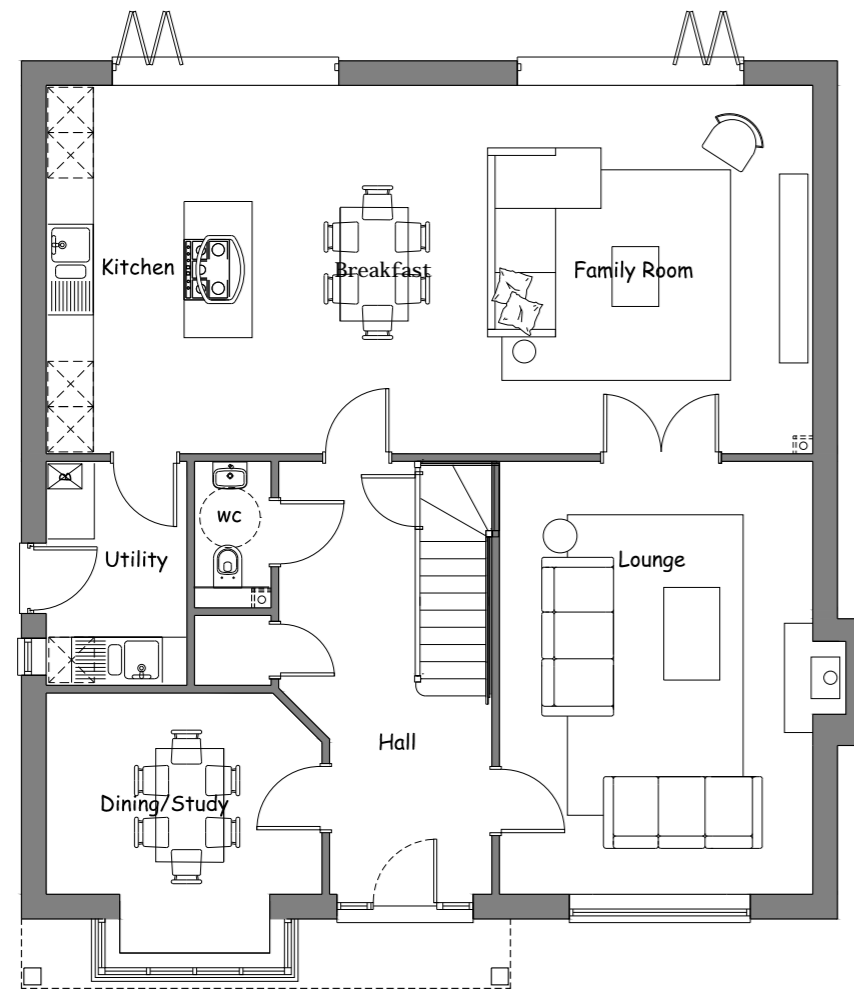 Kitchen
Breakfast
Family Room
WC
Utility
Lounge
Hall
Dining/Study